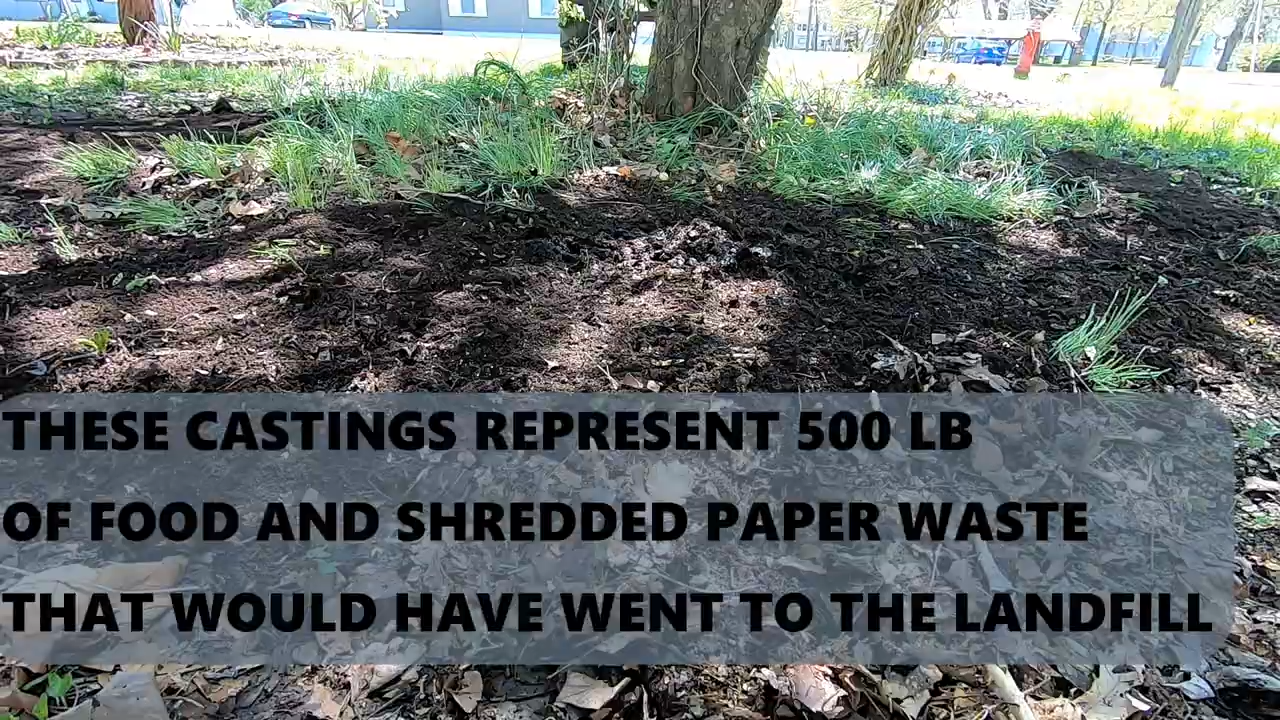 THESE CASTINGS REPRESENT 500 LB
OF FOOD AND SHREDDED PAPER WASTE
THAT WOULD HAVE WENT TO THE LANDFILL